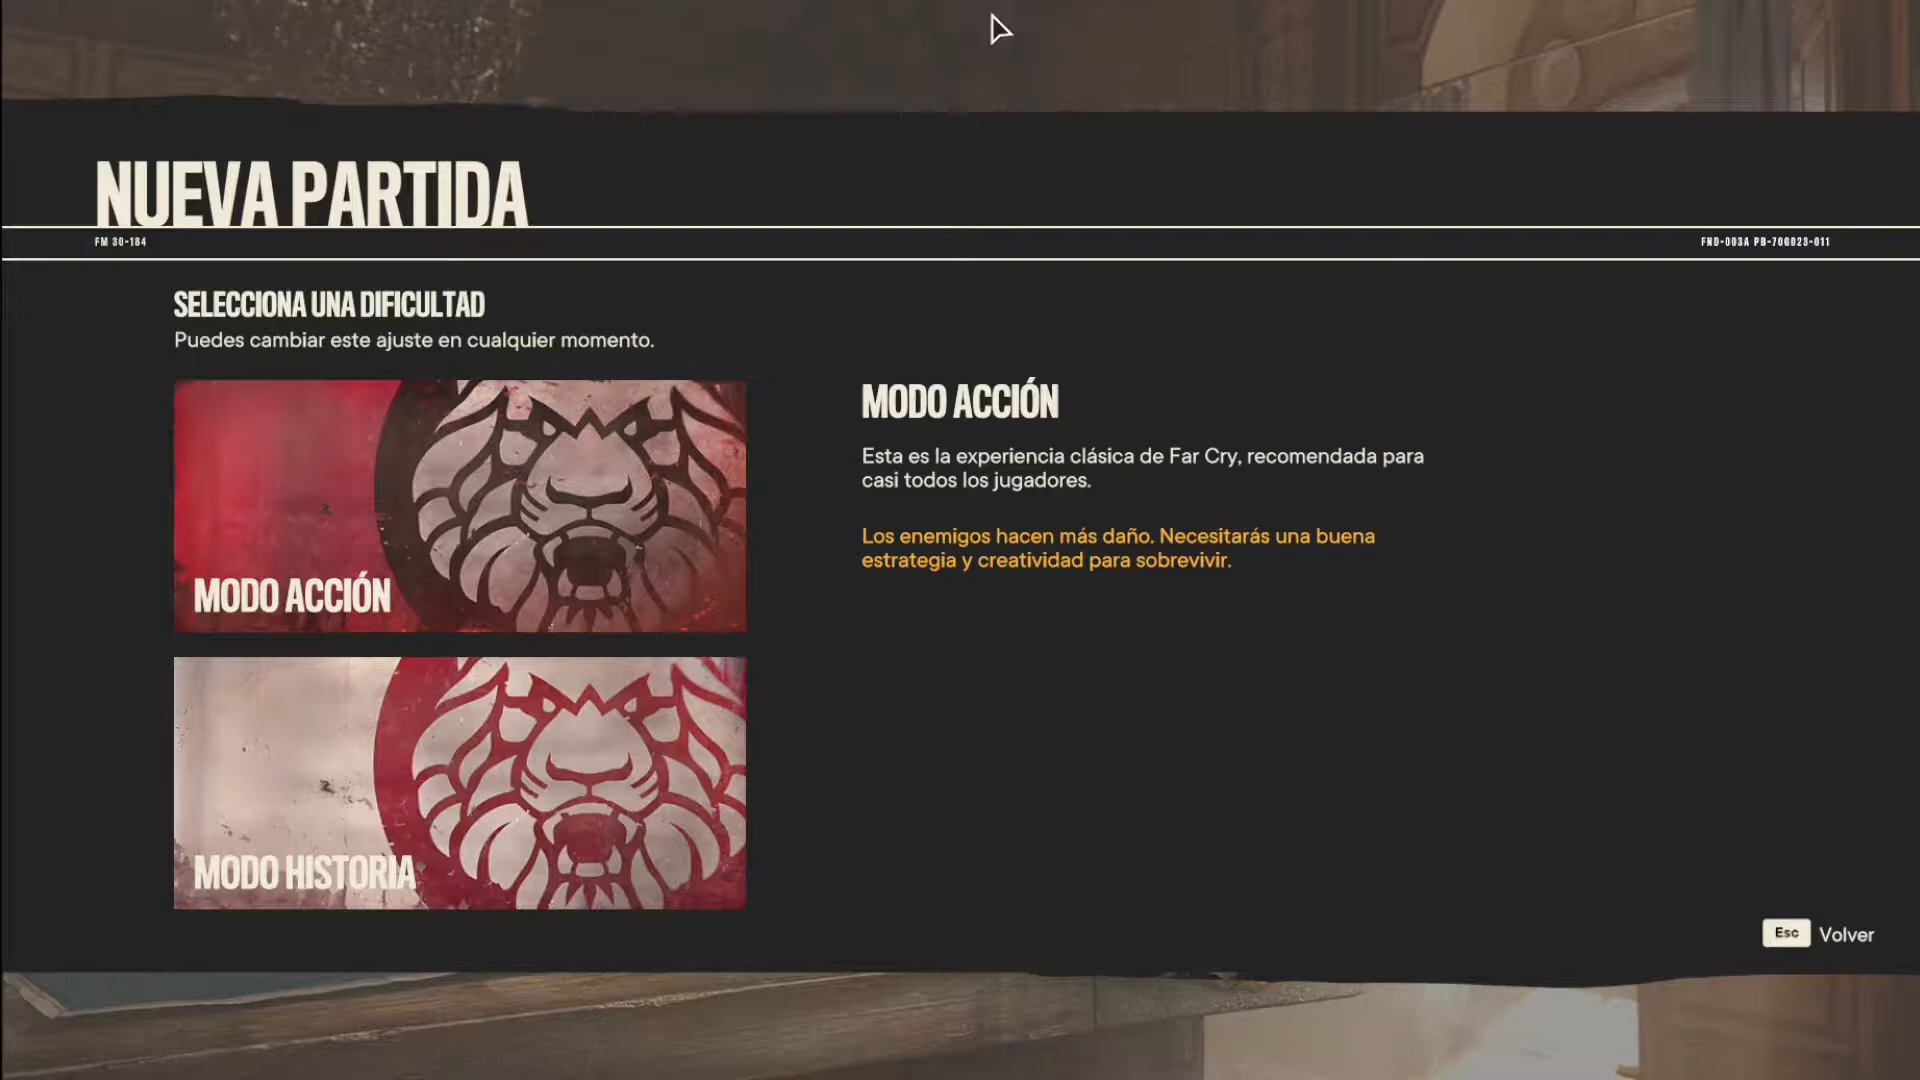 NUEVA PARTIDA
FM 30-184
FND-003A PB-706023-011
SELECCIONA UNA DIFICULTAD
Puedes cambiar este ajuste en cualquier momento.
MODO ACCIÓN
MODO HISTORIA
MODO ACCIÓN
Esta es la experiencia clásica de Far Cry, recomendada para
casi todos los jugadores.
Los enemigos hacen más daño. Necesitarás una buena
estrategia y creatividad para sobrevivir.
Esc Volver